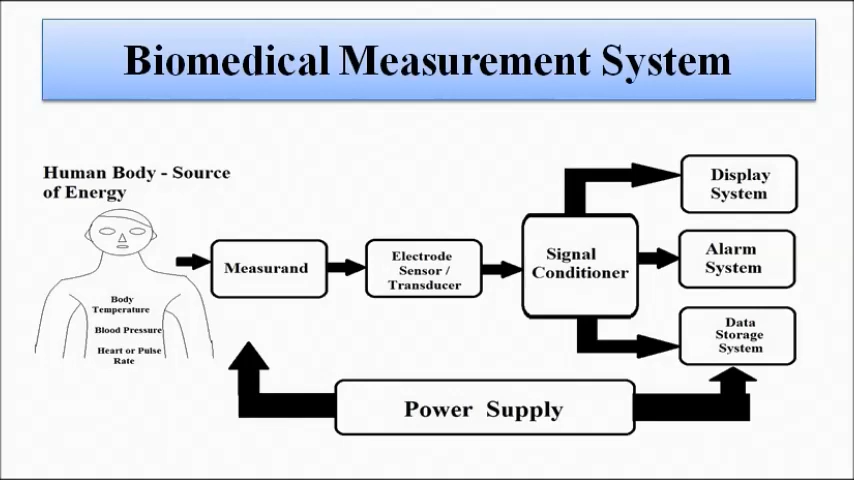 Biomedical Measurement System
Human Body - Source
of Energy
Body
Temperature
Blood Pressure
Heart or Pulse
Rate
Measurand
Electrode
Sensor /
Transducer
Signal
Conditioner
Display
System
Alarm
System
Data
Storage
System
Power Supply